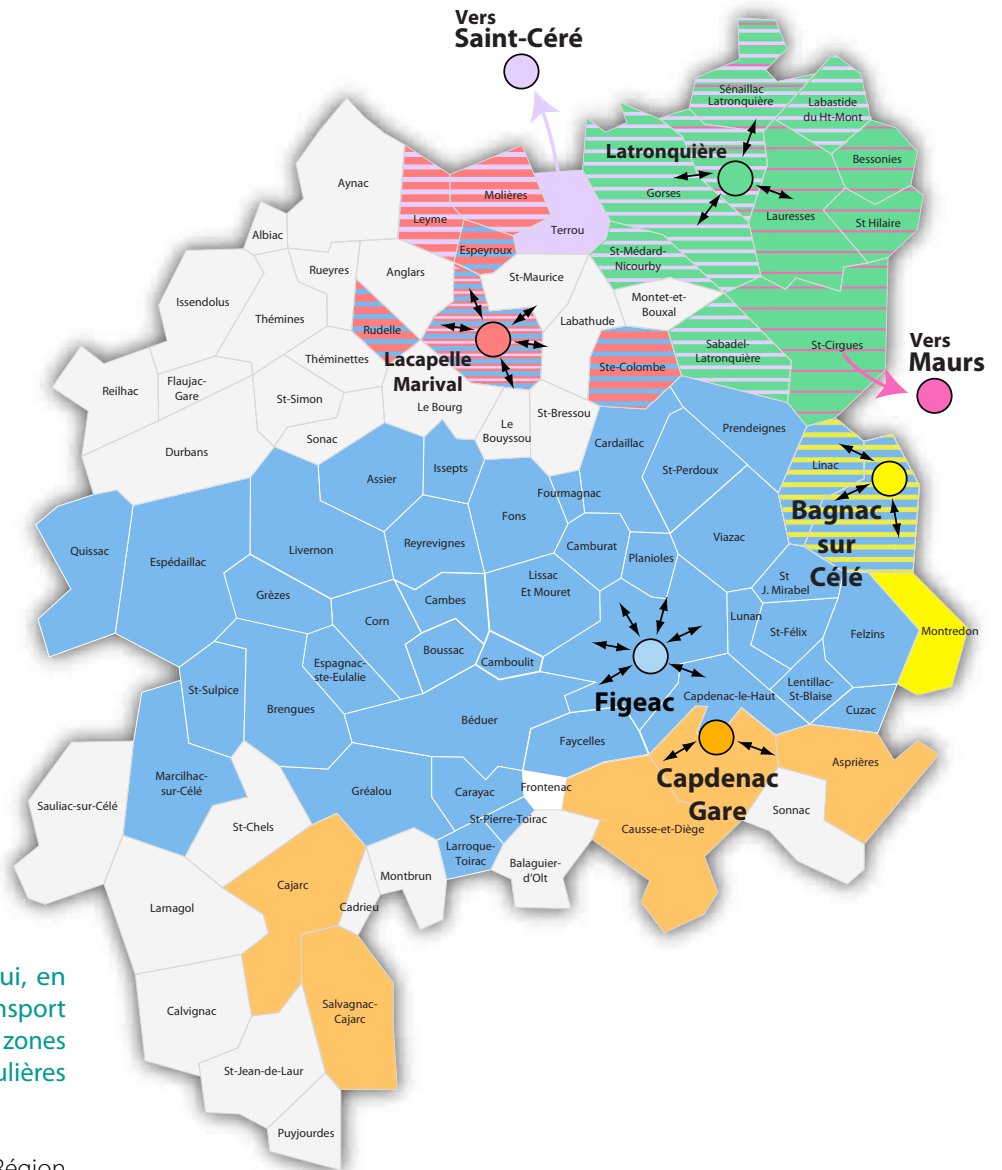 Vers
Saint-Céré
Sénaillac
Latronquière
Labastide
du Ht-Mont
Latronquière
Bessonies
Aynac
Molières
Gorses
Leyme
Lauresses
St Hilaire
Terrou
Albiac
Espeyroux
St-Médard-
Nicourby
Rueyres
Anglars
St-Maurice
Issendolus
Montet-et-
Bouxal
Thémines
Labathude
Rudelle
St-Cirgues
Vers
Maurs
Sabadel-
Latronquière
Théminettes
Lacapelle
Marival
Ste-Colombe
Reilhac
Flaujac-
Gare
St-Simon
Le Bourg
St-Bressou
Le
Bouyssou
Prendeignes
Sonac
Cardaillac
Durbans
Linac
Issepts
St-Perdoux
Assier
Fourmagnac
Bagnac
sur
Célé
Fons
Viazac
Quissac
Livernon
Reyrevignes
Camburat
Planioles
Espédaillac
Lissac
Et Mouret
St
J. Mirabel
Grèzes
Cambes
Lunan
Corn
St-Félix
Felzins
Montredon
Boussac
Camboulit
Espagnac-
ste-Eulalie
St-Sulpice
Lentillac-
St-Blaise
Figeac
Capdenac-le-Haut
Brengues
Cuzac
Béduer
Faycelles
Asprières
Marcilhac-
sur-Célé
Capdenac
Gare
Gréalou
Carayac
Frontenac
Sauliac-sur-Célé
Sonnac
St-Pierre-Toirac
St-Chels
Causse-et-Diège
Larroque-
Toirac
Balaguier-
d'Olt
Montbrun
Cajarc
Larnagol
Cadrieu
ui, en
nsport
zones
ulières
Salvagnac-
Cajarc
Calvignac
St-Jean-de-Laur
Puyjourdes
Région